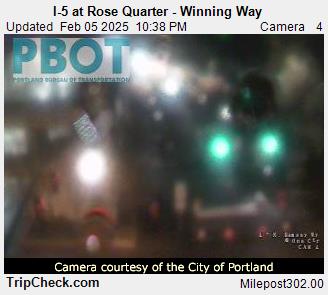 I-5 at Rose Quarter - Winning Way
Updated Feb 05 2025 10:38 PM Camera 4
PBOT
PORTLAND BUREAU OF TRANSPORTATION
Camera courtesy of the City of Portland
TripCheck.com Milepost302.00